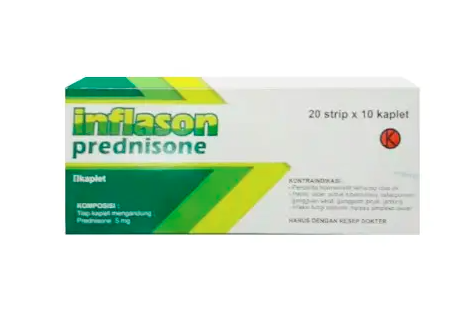 inflason
prednisone
20 strip x 10 kaplet
K
kaplet
KOMPOSISI :
Tiap kaplet mengandung :
Prednisone 5 mg
KONTRAINDIKASI :
HARUS DENGAN RESEP DOKTER